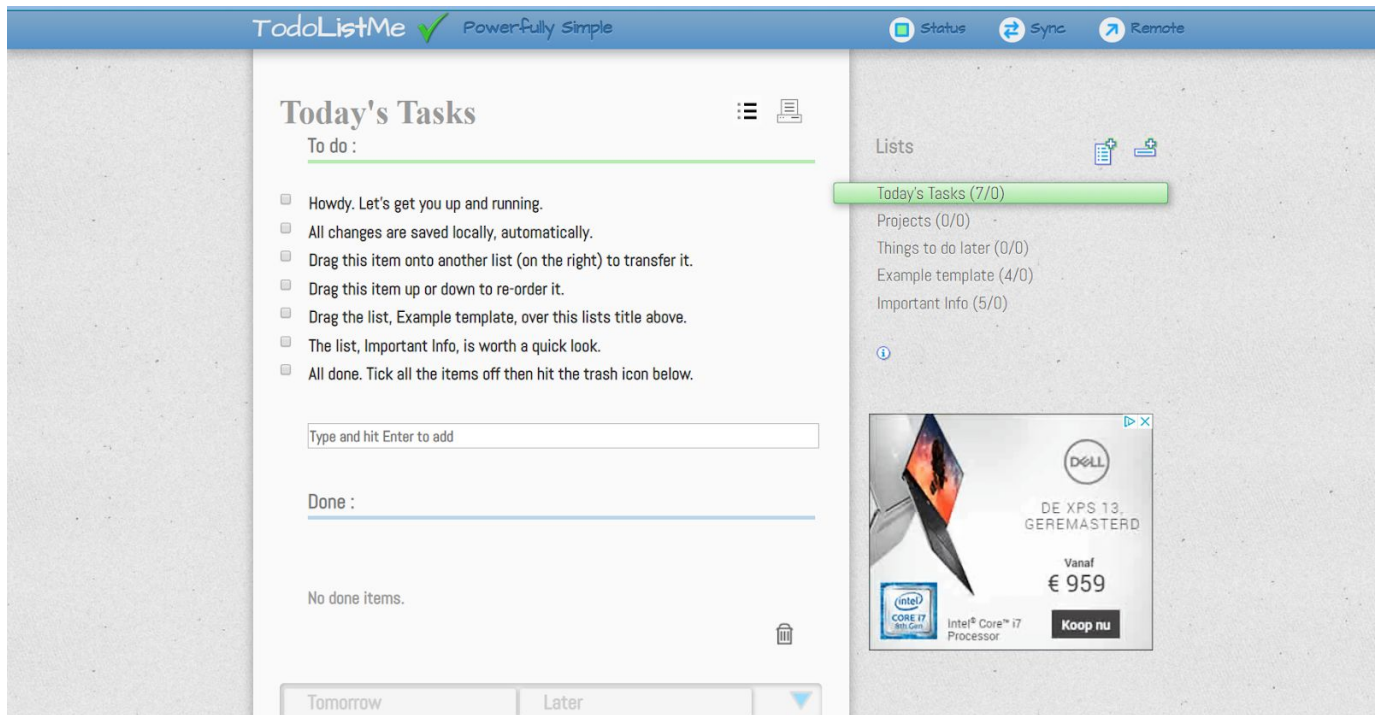 TodoListMe Powerfully Simple
Status Sync Remote
Today's Tasks
To do :
Howdy. Let's get you up and running.
All changes are saved locally, automatically.
Drag this item onto another list (on the right) to transfer it.
Drag this item up or down to re-order it.
Drag the list, Example template, over this lists title above.
The list, Important Info, is worth a quick look.
All done. Tick all the items off then hit the trash icon below.
Type and hit Enter to add
Done :
No done items.
Tomorrow Later
Lists
Today's Tasks (7/0)
Projects (0/0)
Things to do later (0/0)
Example template (4/0)
Important Info (5/0)
DELL
DE XPS 13,
GEREMASTERD
Vanaf
€ 959
(intel)
CORE i7
8th Gen
Intel® Core™ i7
Processor
Koop nu